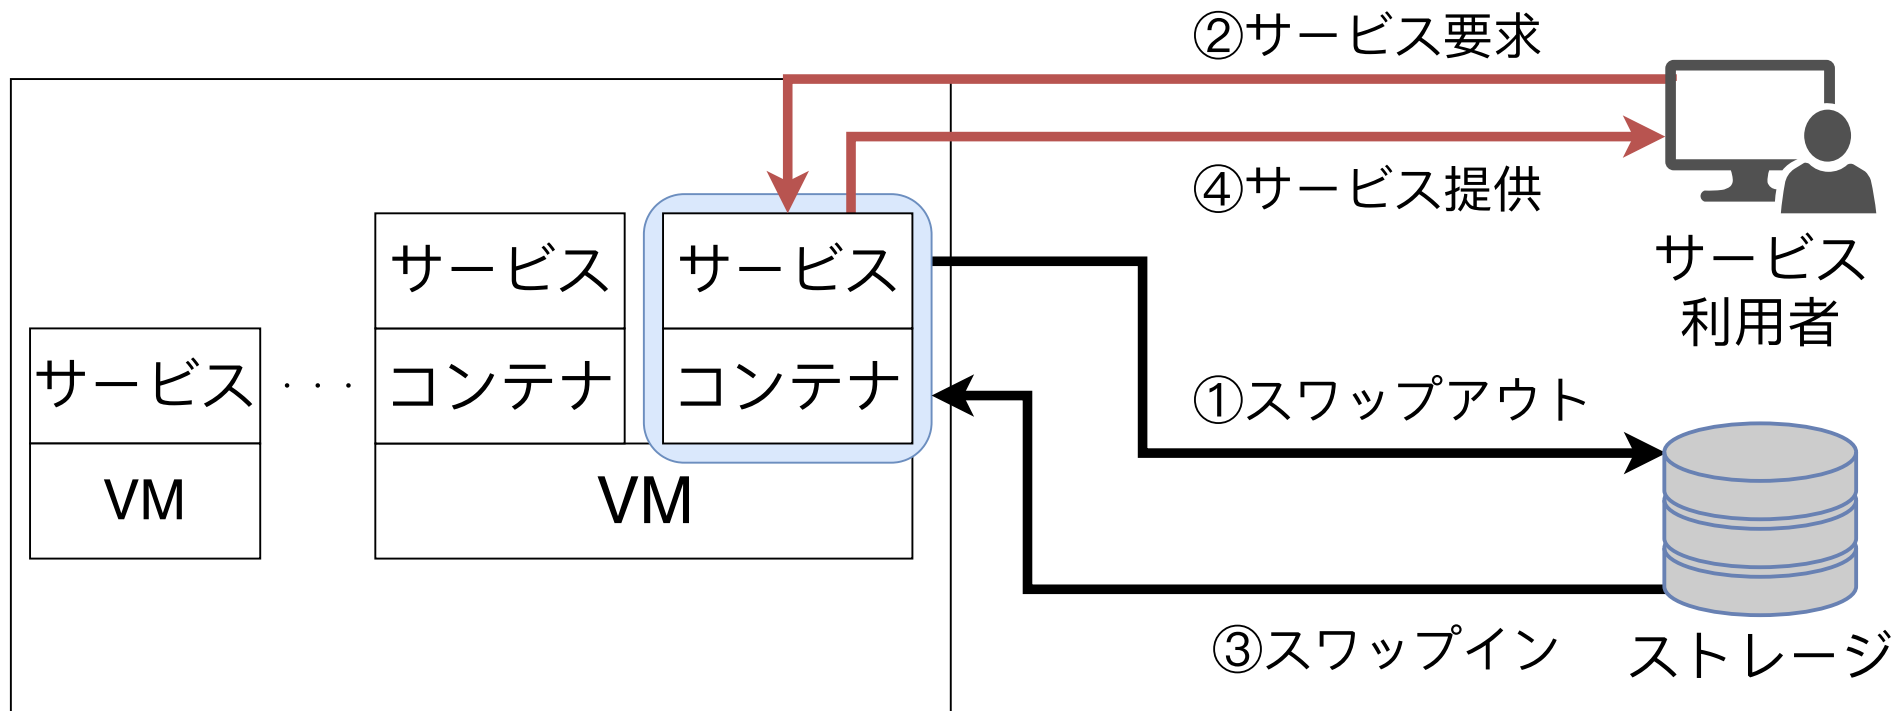 ②サービス要求
④サービス提供
サービス
利用者
サービス
サービス
サービス
・・・
コンテナ
コンテナ
VM
VM
①スワップアウト
③スワップイン
ストレージ